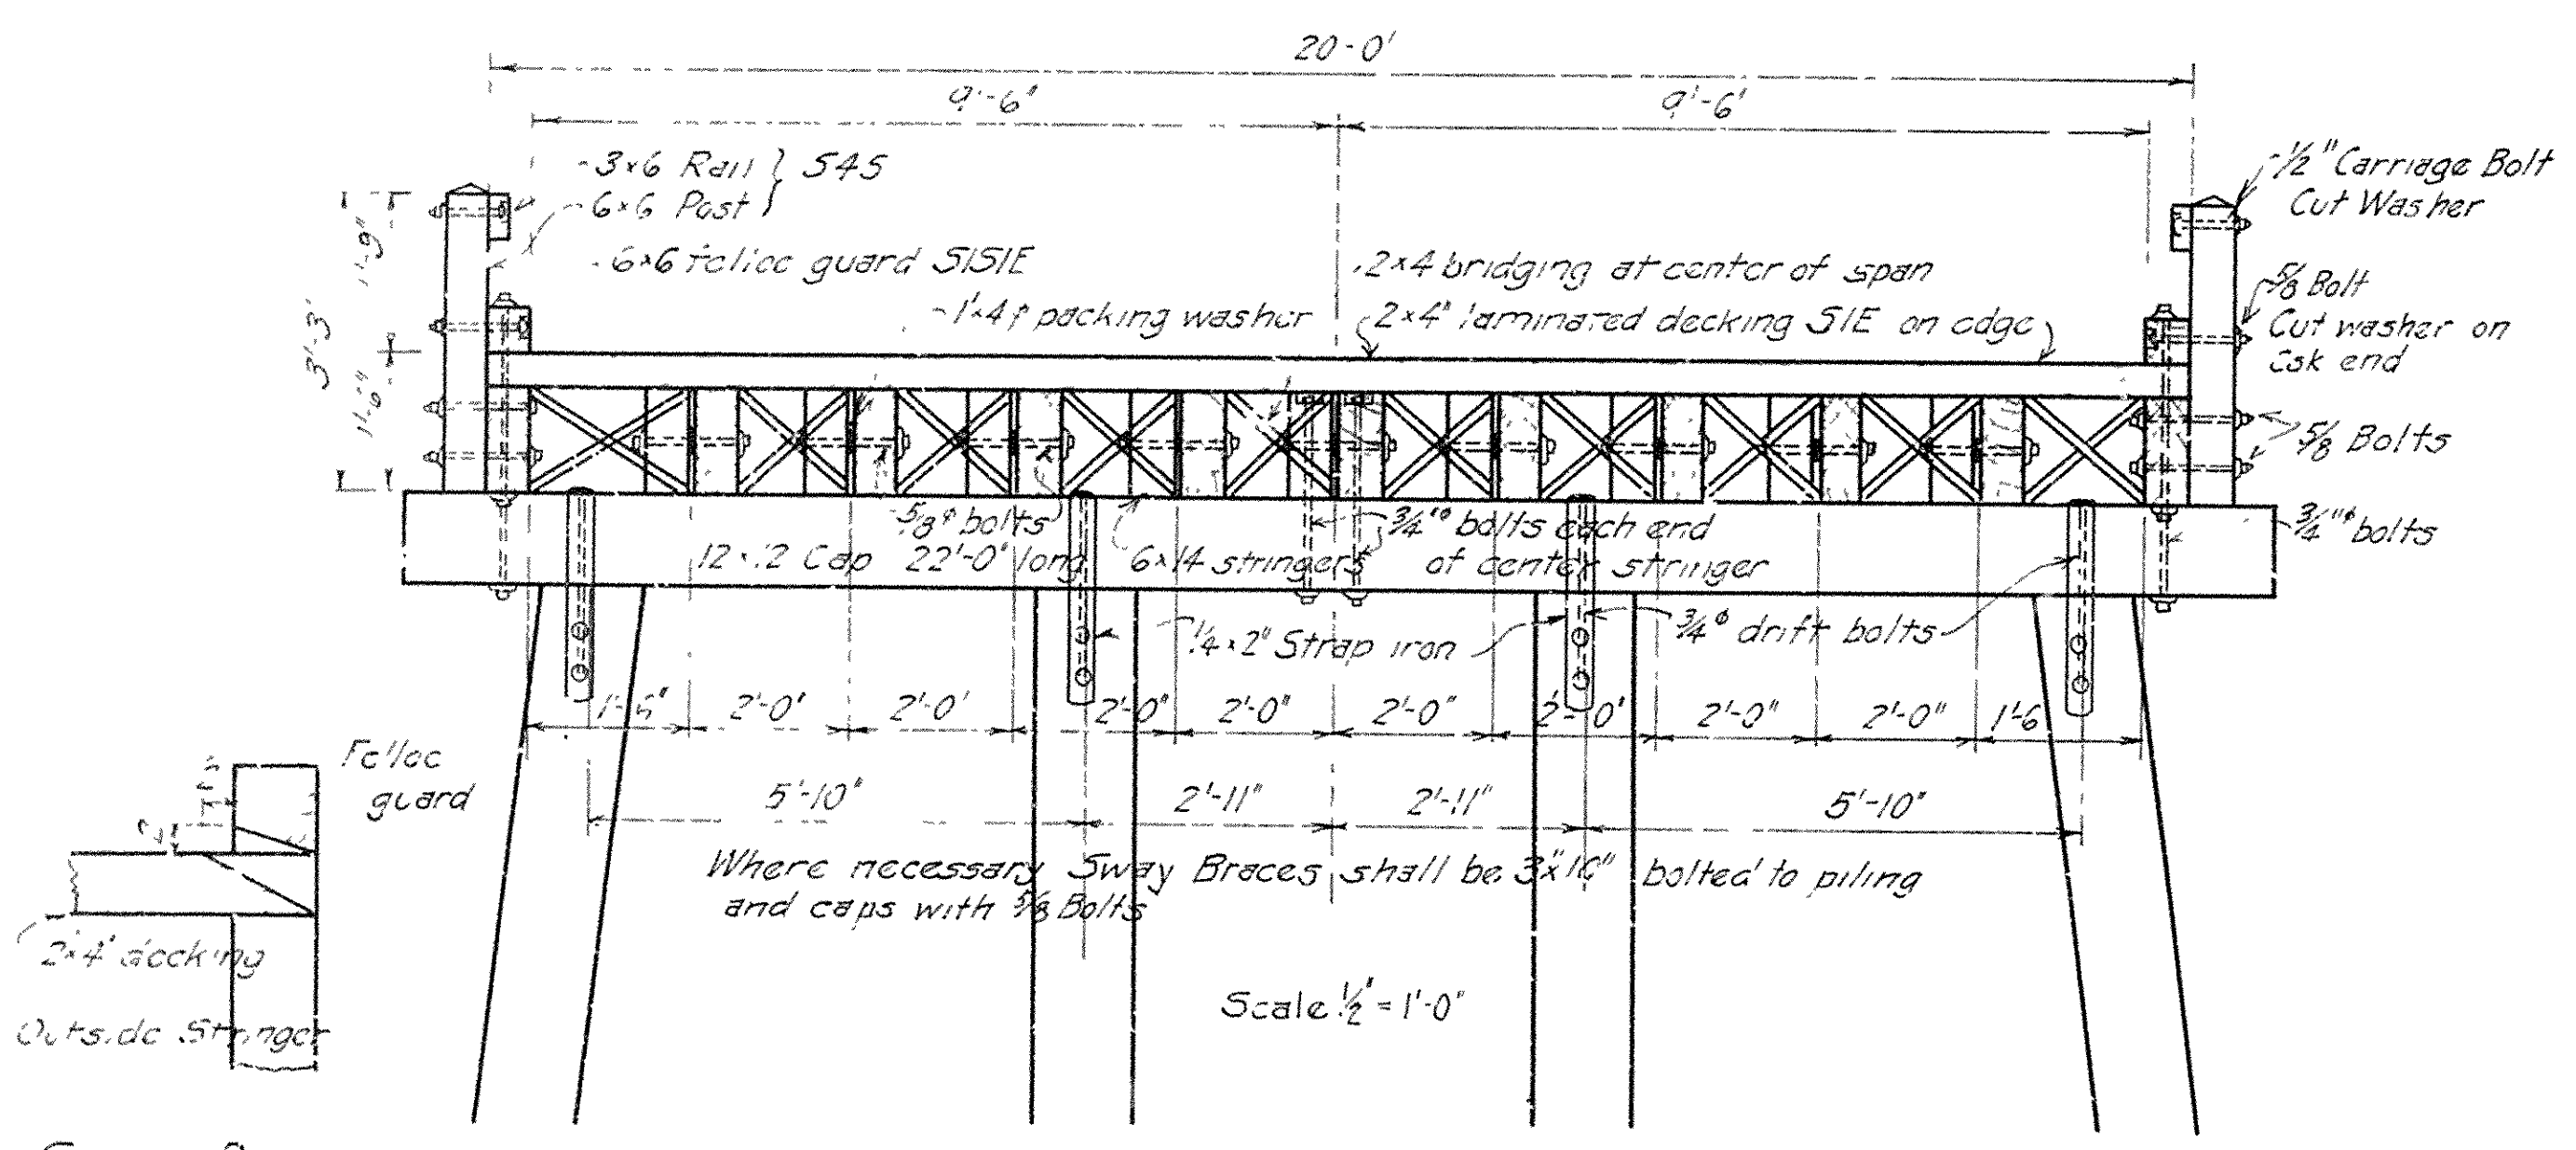 20-0'
9'-6"
9'-6'
3×6 Rail } S4S
6×6 Post
6×6 felloe guard S1S1E
1'×4" packing washer
2×4 bridging at center of span
2×4" laminated decking S1E on edge
1/2" Carriage Bolt
Cut Washer
5/8 Bolt
Cut washer on
csk end
5/8 Bolts
3/4"ø bolts
1'-9"
3'-3'
1'-6"
5/8ø bolts
12×12 Cap 22'-0" long
6×14 stringers
3/4"ø bolts each end
of center stringer
1/4×2" Strap iron
3/4ø drift bolts
1'-6"
2'-0'
2'-0'
2'-0"
2'-0"
2'-0"
2'-0'
2'-0"
2'-0"
1'-6
5'-10"
2'-11"
2'-11"
5'-10"
Where necessary Sway Braces shall be 3"×10" bolted to piling
and caps with 5/8 Bolts
Scale 1/2" = 1'-0"
Felloe
guard
2×4" decking
Outside Stringer